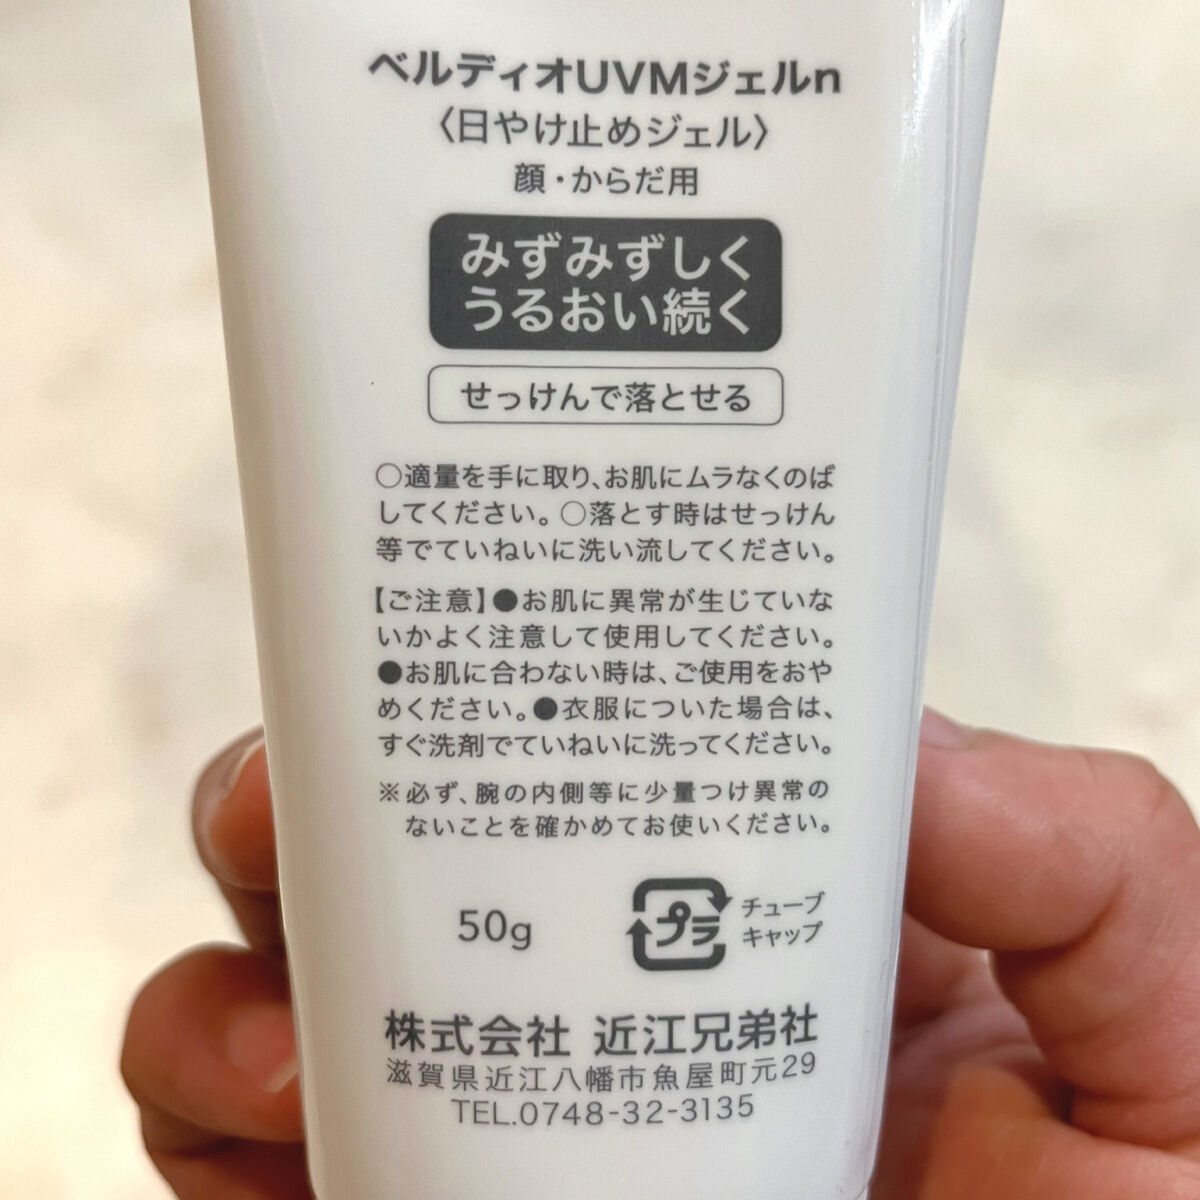 ベルディオUVMジェルn
〈日やけ止めジェル〉
顔・からだ用
みずみずしく
うるおい続く
せっけんで落とせる
○適量を手に取り、お肌にムラなくのば
してください。○落とす時はせっけん
等でていねいに洗い流してください。
【ご注意】●お肌に異常が生じていな
いかよく注意して使用してください。
●お肌に合わない時は、ご使用をおや
めください。●衣服についた場合は、
すぐ洗剤でていねいに洗ってください。
※必ず、腕の内側等に少量つけ異常の
ないことを確かめてお使いください。
50g
プラ
チューブ
キャップ
株式会社 近江兄弟社
滋賀県近江八幡市魚屋町元29
TEL.0748-32-3135